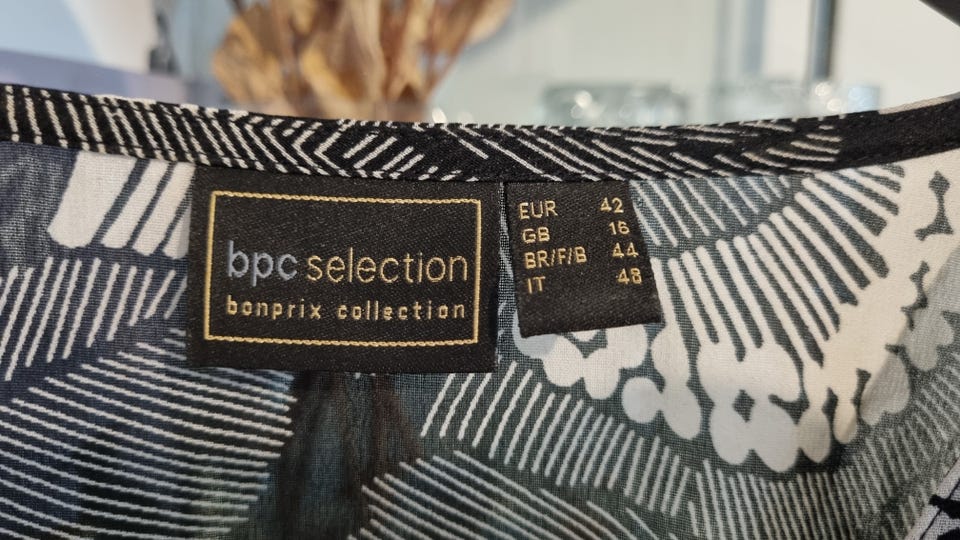 bpc selection
bonprix collection
EUR 42
GB 16
BR/F/B 44
IT 48